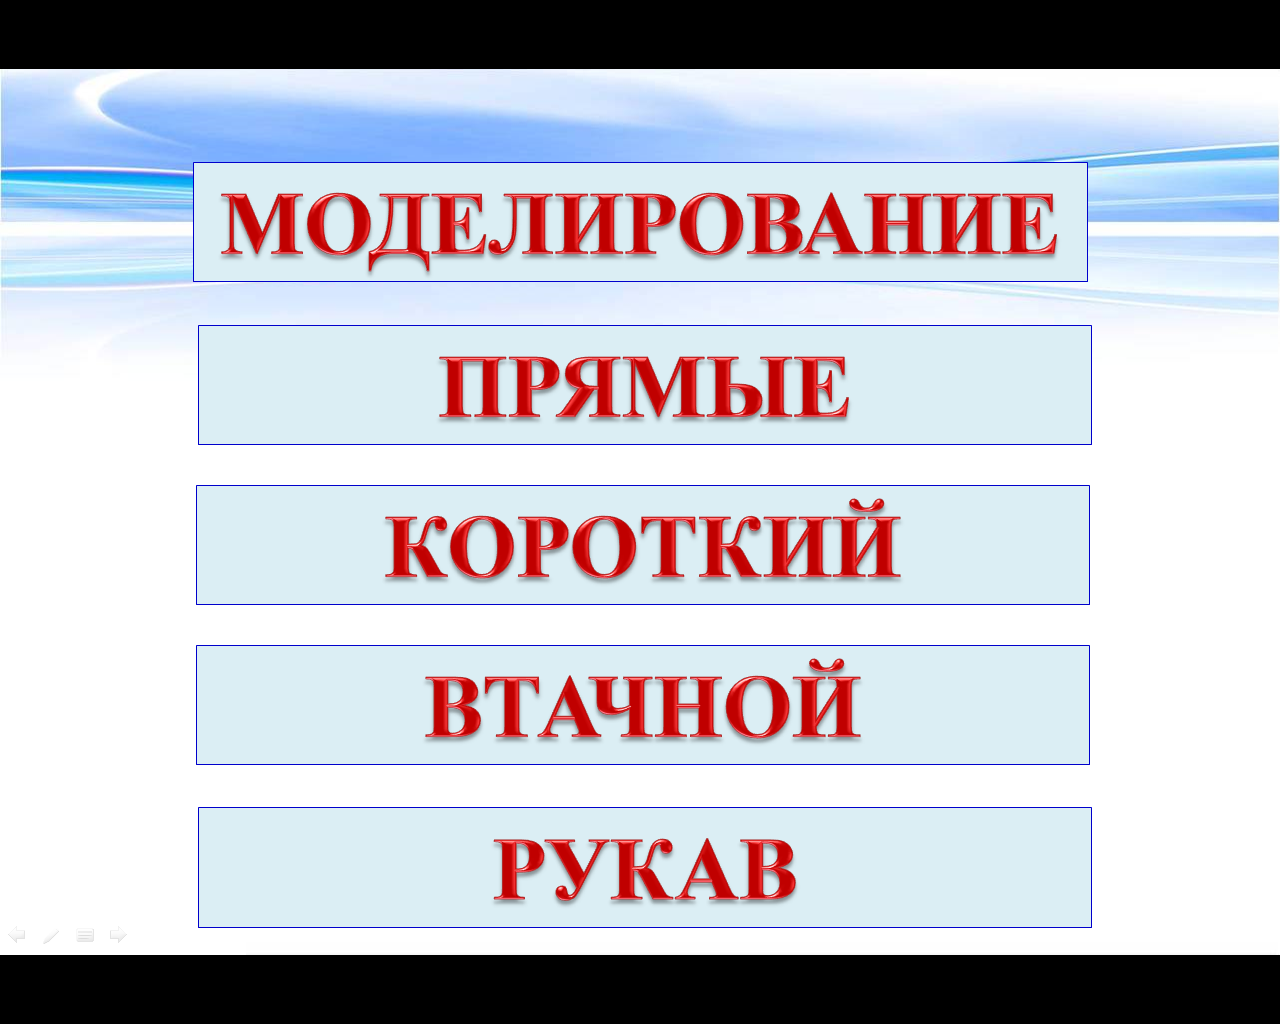 МОДЕЛИРОВАНИЕ
ПРЯМЫЕ
КОРОТКИЙ
ВТАЧНОЙ
РУКАВ